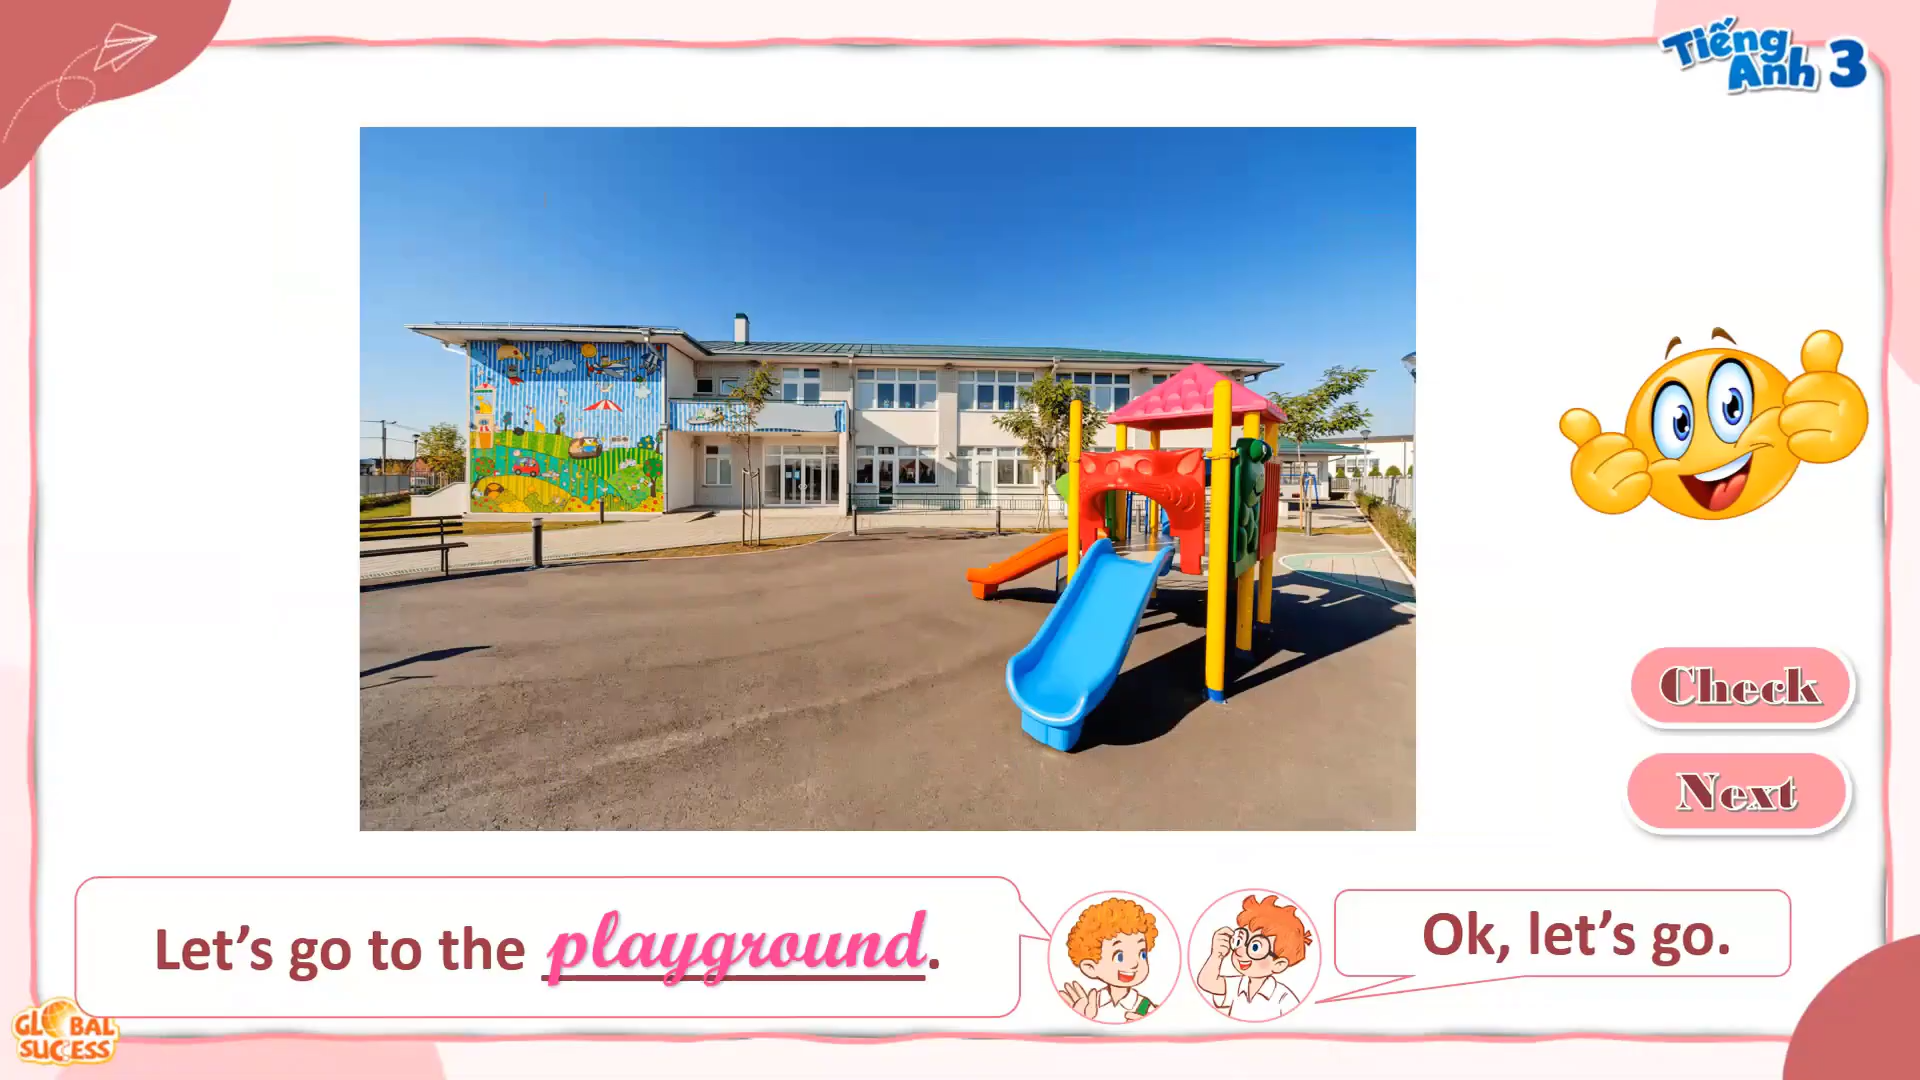 Tiếng
Anh 3
Check
Next
Let's go to the playground.
Ok, let's go.
GLOBAL
SUCCESS